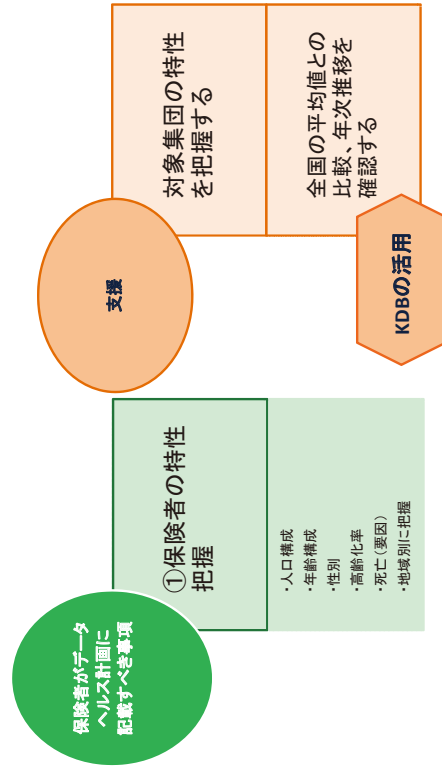 保険者がデータ
ヘルス計画に
記載すべき事項
①保険者の特性
把握
・人口構成
・年齢構成
・性別
・高齢化率
・死亡(要因)
・地域別に把握
支援
対象集団の特性
を把握する
全国の平均値との
比較、年次推移を
確認する
KDBの活用